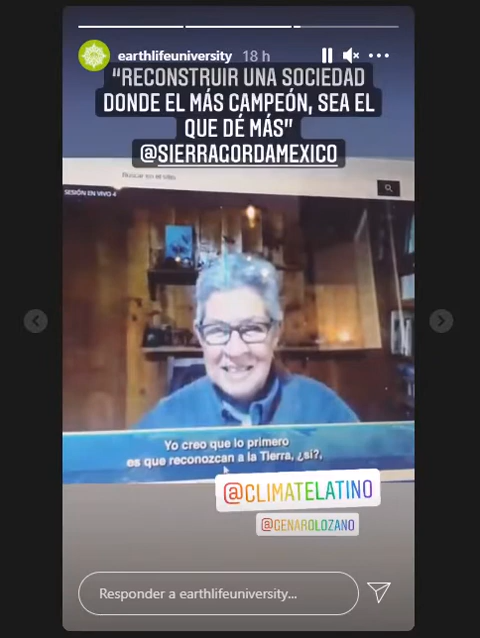 earthlifeuniversity 18 h
“RECONSTRUIR UNA SOCIEDAD
DONDE EL MÁS CAMPEÓN, SEA EL
QUE DÉ MÁS”
@SIERRAGORDAMEXICO
Buscar en el sitio
SESIÓN EN VIVO 4
Yo creo que lo primero
es que reconozcan a la Tierra, ¿sí?,
@CLIMATELATINO
@GENAROLOZANO
Responder a earthlifeuniversity...